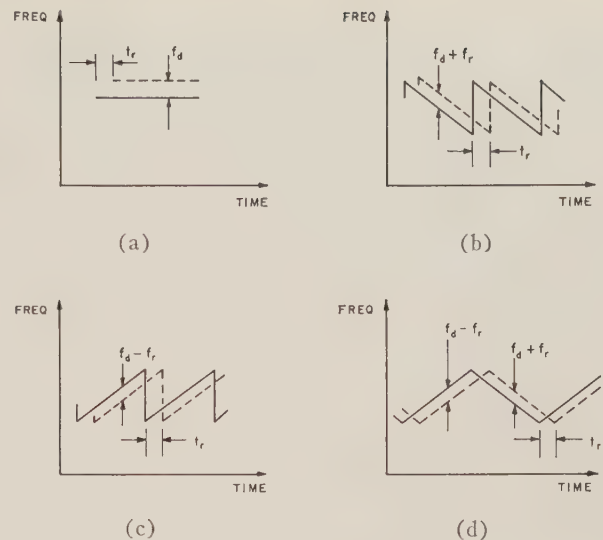 FREQ
t_r
f_d
TIME
(a)
FREQ
f_d + f_r
t_r
TIME
(b)
FREQ
f_d - f_r
t_r
TIME
(c)
FREQ
f_d - f_r
f_d + f_r
t_r
TIME
(d)